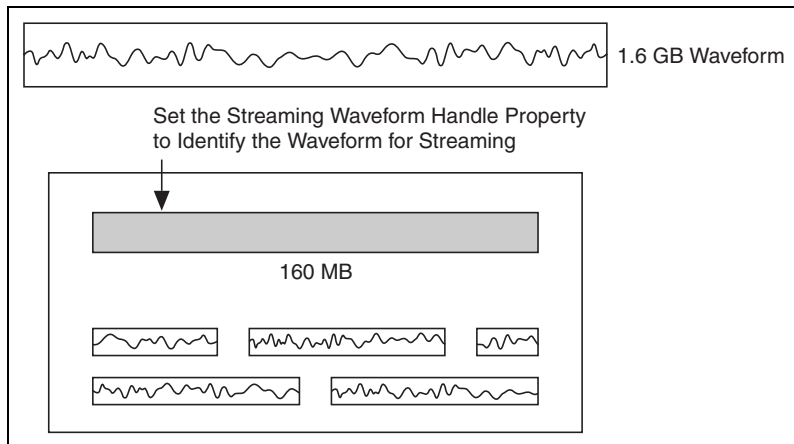 1.6 GB Waveform
Set the Streaming Waveform Handle Property
to Identify the Waveform for Streaming
160 MB